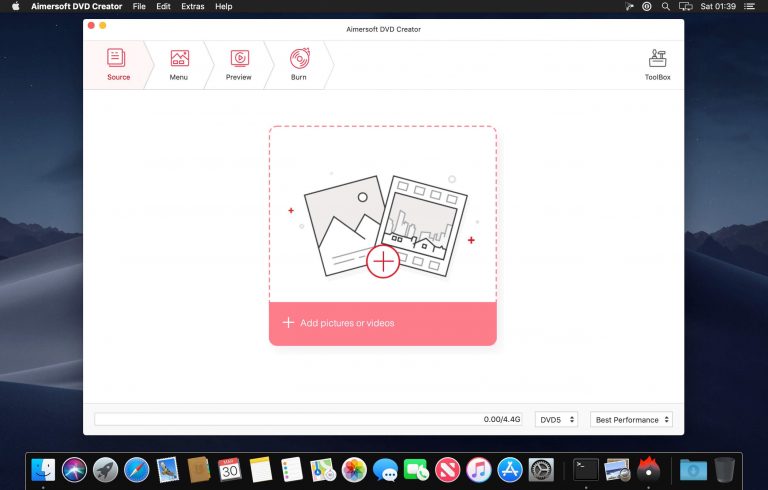 Aimersoft DVD Creator File Edit Extras Help Sat 01:39
Aimersoft DVD Creator
Source Menu Preview Burn ToolBox
Add pictures or videos
0.00/4.4G DVD5 Best Performance
30